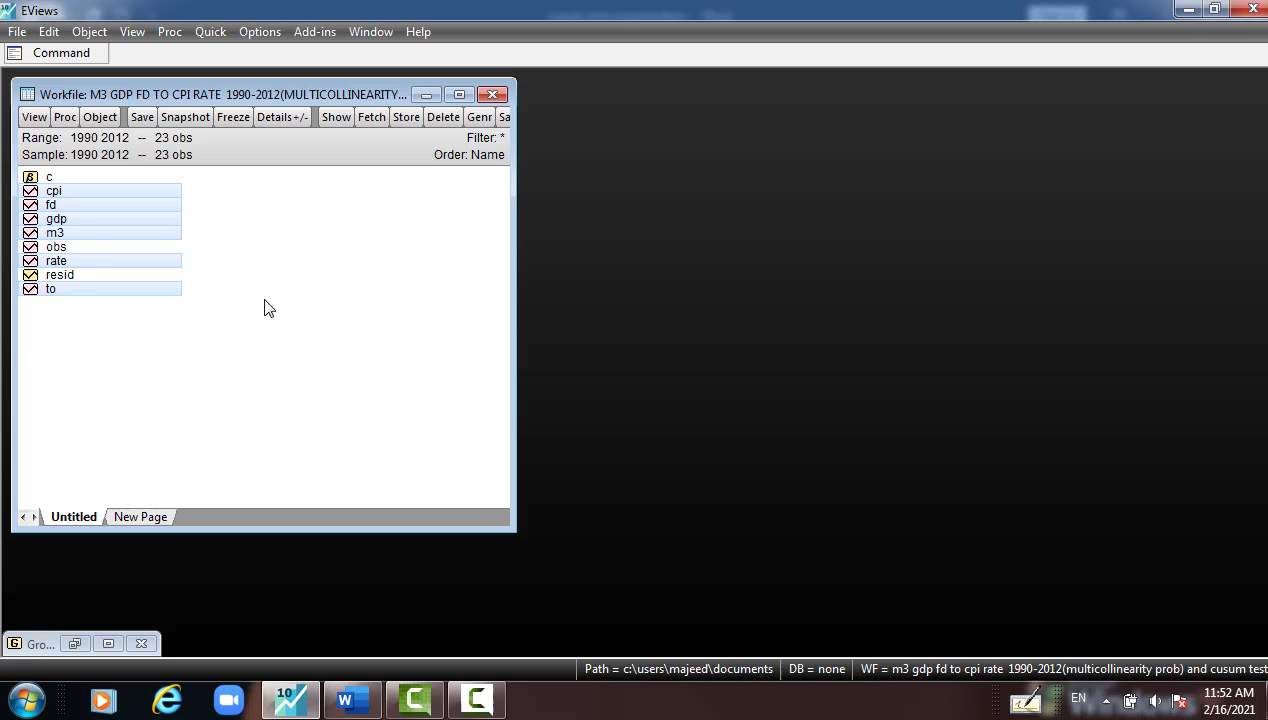 10 EViews
File Edit Object View Proc Quick Options Add-ins Window Help
Command
Workfile: M3 GDP FD TO CPI RATE 1990-2012(MULTICOLLINEARITY...
View Proc Object Save Snapshot Freeze Details+/- Show Fetch Store Delete Genr Sa
Range: 1990 2012 -- 23 obs Filter: *
Sample: 1990 2012 -- 23 obs Order: Name
β c
cpi
fd
gdp
m3
obs
rate
resid
to
Untitled New Page
G Gro...
Path = c:\users\majeed\documents DB = none WF = m3 gdp fd to cpi rate 1990-2012(multicollinearity prob) and cusum test
10 W C C EN 11:52 AM
2/16/2021